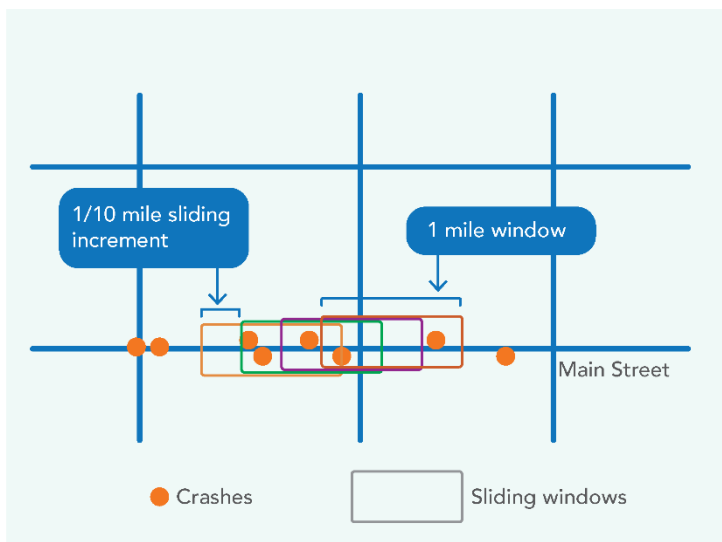 1/10 mile sliding
increment
1 mile window
Main Street
Crashes
Sliding windows